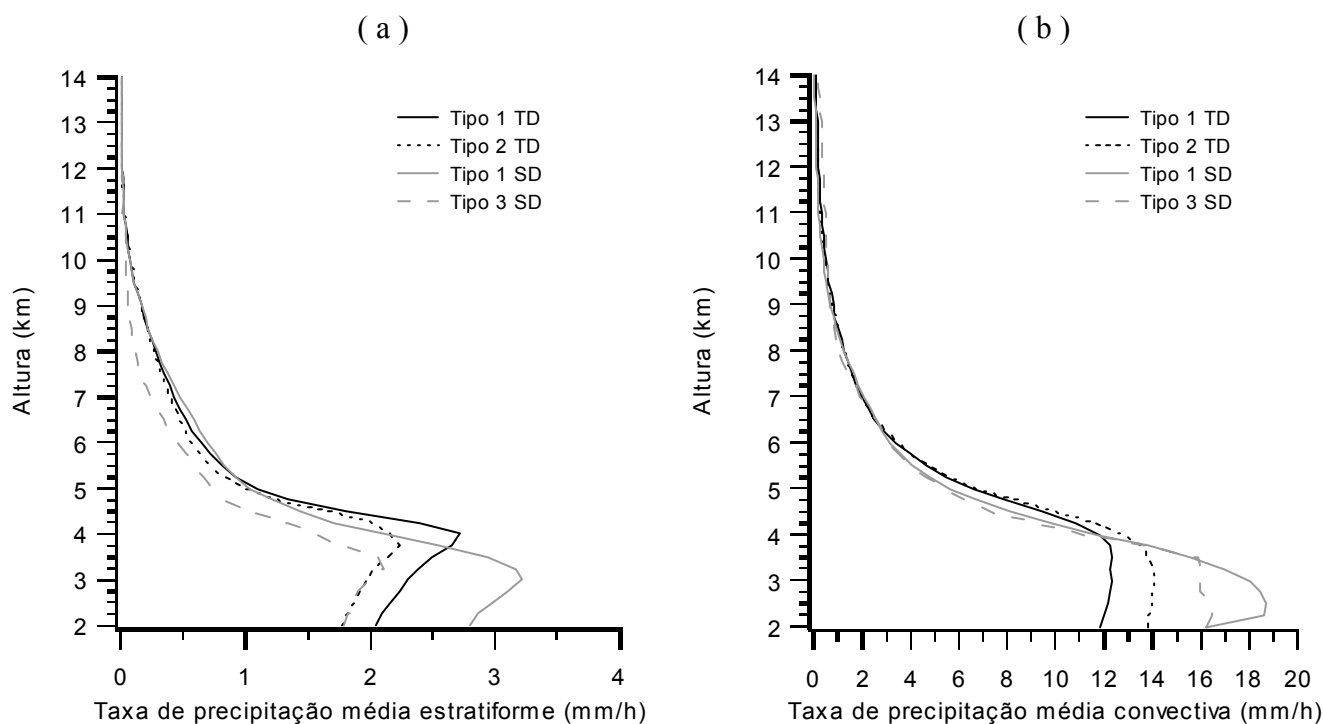 ( a )
14
13
12
11
10
9
8
7
6
5
4
3
2
Altura (km)
Tipo 1 TD
Tipo 2 TD
Tipo 1 SD
Tipo 3 SD
0 1 2 3 4
Taxa de precipitação média estratiforme (mm/h)
( b )
14
13
12
11
10
9
8
7
6
5
4
3
2
Altura (km)
Tipo 1 TD
Tipo 2 TD
Tipo 1 SD
Tipo 3 SD
0 2 4 6 8 10 12 14 16 18 20
Taxa de precipitação média convectiva (mm/h)